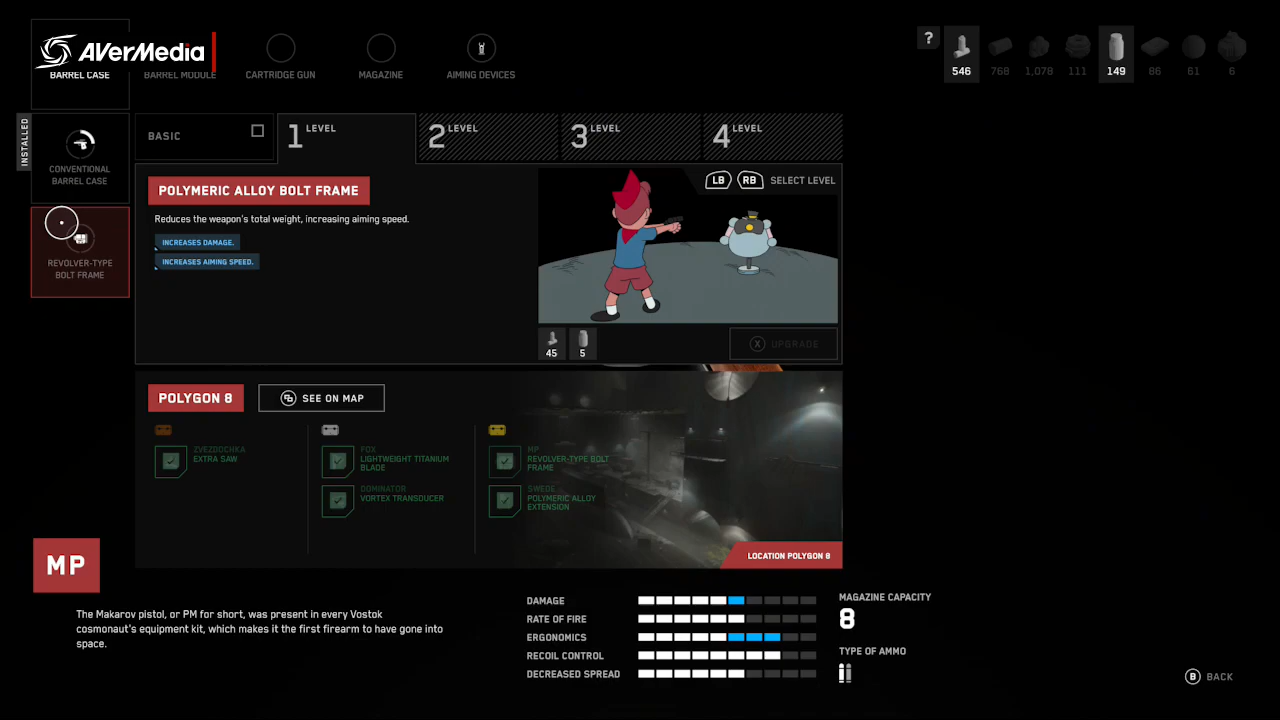 AVerMedia
BARREL CASE
BARREL MODULE
CARTRIDGE GUN
MAGAZINE
AIMING DEVICES
?
546
768
1,078
111
149
86
61
6
INSTALLED
CONVENTIONAL
BARREL CASE
REVOLVER-TYPE
BOLT FRAME
BASIC
1 LEVEL
2 LEVEL
3 LEVEL
4 LEVEL
POLYMERIC ALLOY BOLT FRAME
LB RB SELECT LEVEL
Reduces the weapon's total weight, increasing aiming speed.
INCREASES DAMAGE.
INCREASES AIMING SPEED.
45
5
X UPGRADE
POLYGON 8
SEE ON MAP
ZVEZDOCHKA
EXTRA SAW
FOX
LIGHTWEIGHT TITANIUM
BLADE
DOMINATOR
VORTEX TRANSDUCER
MP
REVOLVER-TYPE BOLT
FRAME
SWEDE
POLYMERIC ALLOY
EXTENSION
LOCATION POLYGON 8
MP
The Makarov pistol, or PM for short, was present in every Vostok
cosmonaut's equipment kit, which makes it the first firearm to have gone into
space.
DAMAGE
RATE OF FIRE
ERGONOMICS
RECOIL CONTROL
DECREASED SPREAD
MAGAZINE CAPACITY
8
TYPE OF AMMO
B BACK